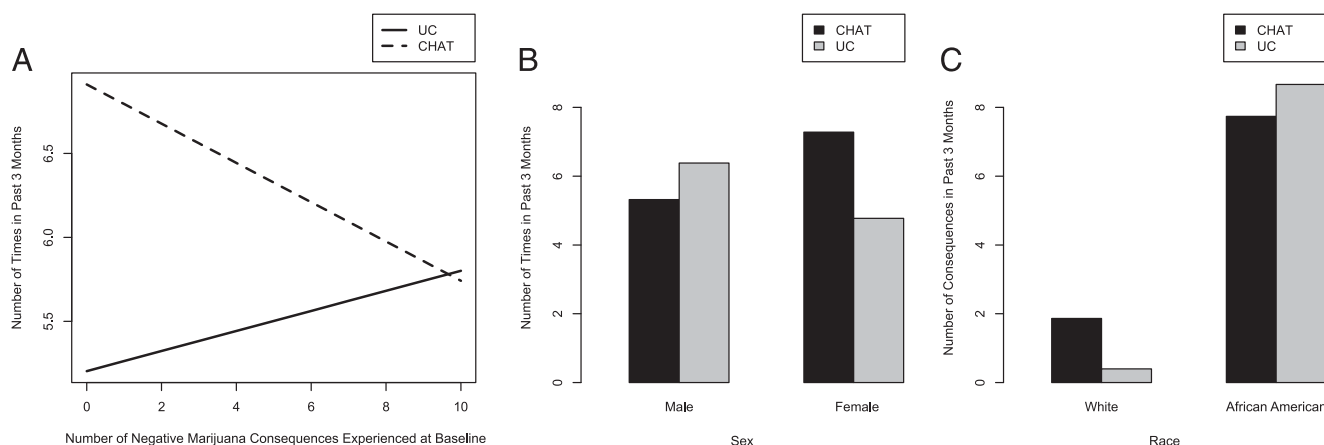 A
UC
CHAT
Number of Times in Past 3 Months
6.5
6.0
5.5
0 2 4 6 8 10
Number of Negative Marijuana Consequences Experienced at Baseline
B
CHAT
UC
Number of Times in Past 3 Months
8
6
4
2
0
Male Female
Sex
C
CHAT
UC
Number of Consequences in Past 3 Months
8
6
4
2
0
White African American
Race